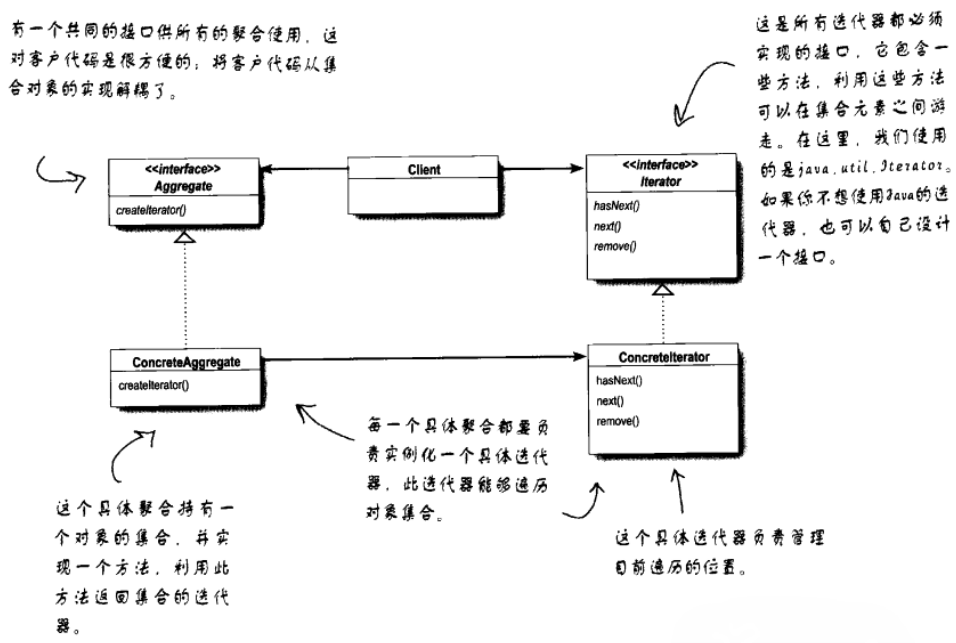 有一个共同的接口供所有的聚合使用，这
对客户代码是很方便的；将客户代码从集
合对象的实现解耦了。
这是所有迭代器都必须
实现的接口，它包含一
些方法，利用这些方法
可以在集合元素之间游
走。在这里，我们使用
的是java.util.Iterator。
如果你不想使用Java的迭
代器，也可以自己设计
一个接口。
<<interface>>
Aggregate
createIterator()
Client
<<interface>>
Iterator
hasNext()
next()
remove()
ConcreteAggregate
createIterator()
ConcreteIterator
hasNext()
next()
remove()
每一个具体聚合都要负
责实例化一个具体迭代
器，此迭代器能够遍历
对象集合。
这个具体聚合持有一
个对象的集合，并实
现一个方法，利用此
方法返回集合的迭代
器。
这个具体迭代器负责管理
目前遍历的位置。